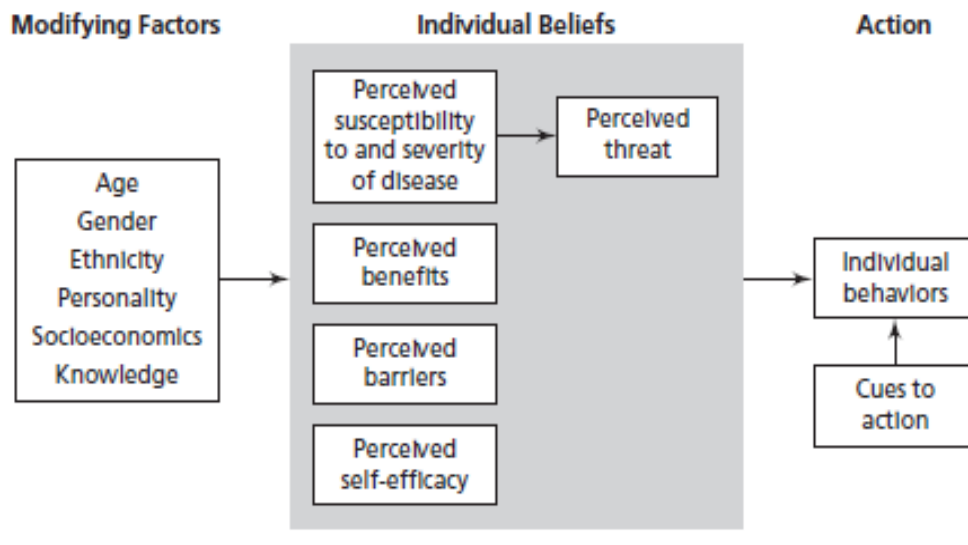 Modifying Factors
Individual Beliefs
Action
Age
Gender
Ethnicity
Personality
Socioeconomics
Knowledge
Perceived
susceptibility
to and severity
of disease
Perceived
threat
Perceived
benefits
Perceived
barriers
Perceived
self-efficacy
Individual
behaviors
Cues to
action